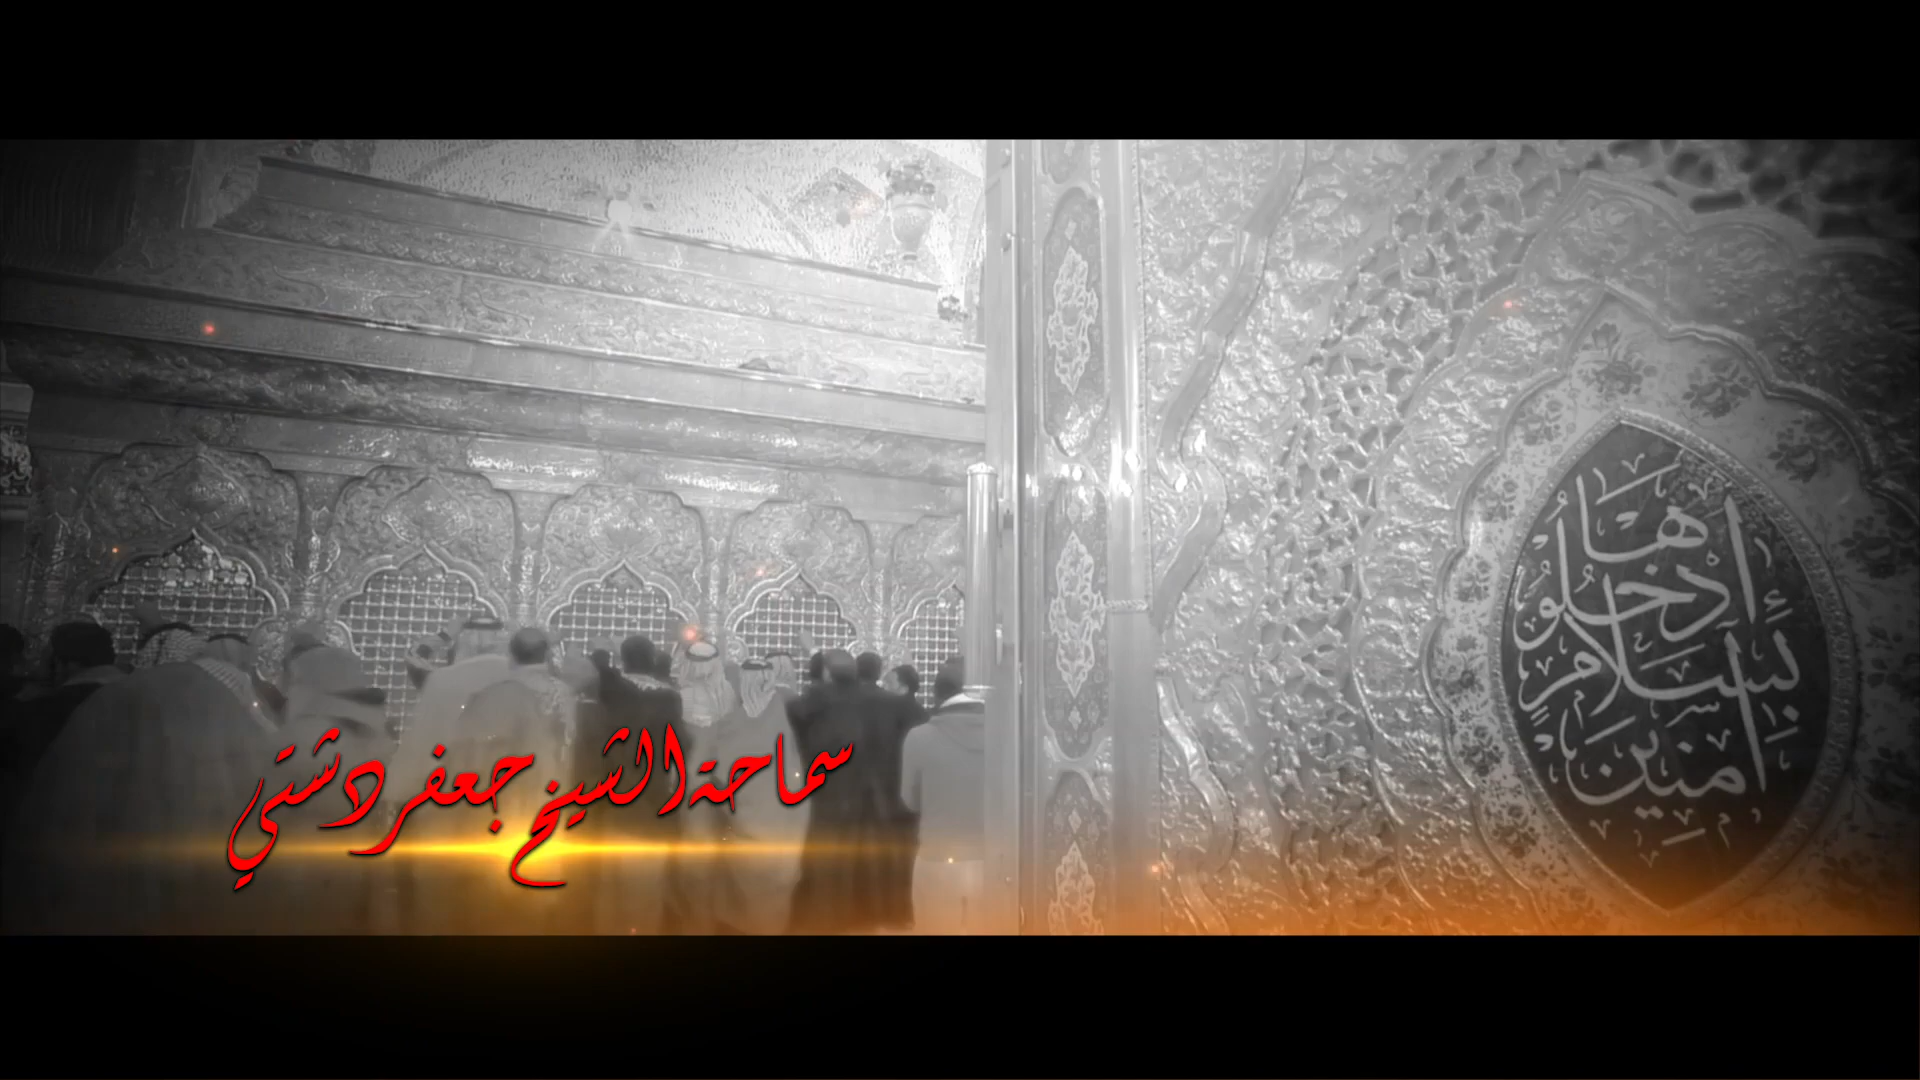 ادخلوها
بسلام
آمنين
سماحة الشيخ جعفر دشتي